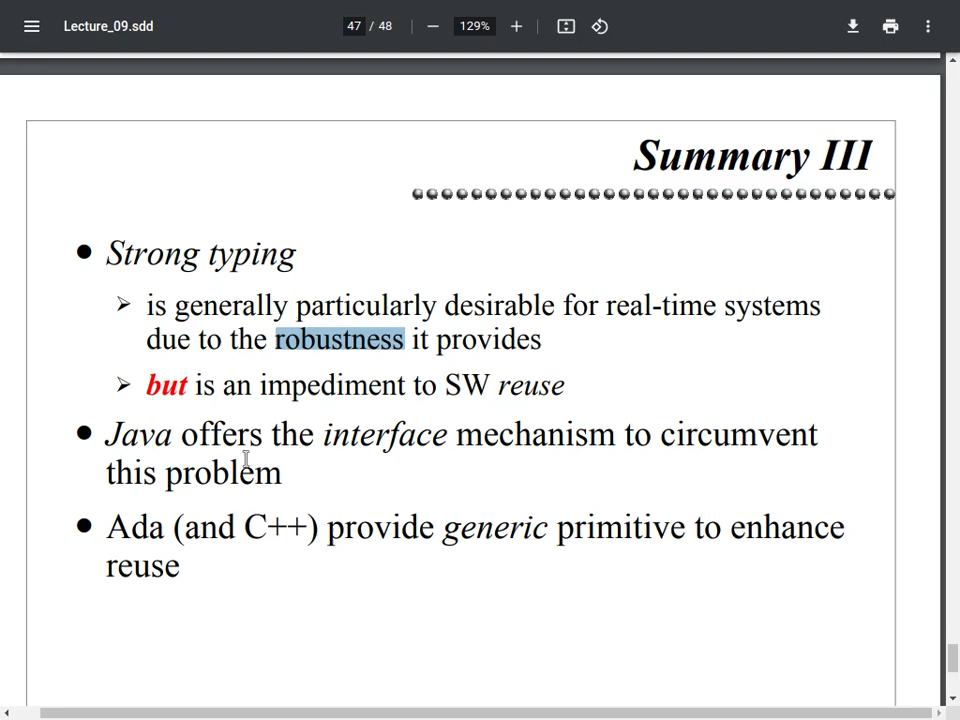 Lecture_09.sdd
47 / 48
129%
Summary III
Strong typing
is generally particularly desirable for real-time systems
due to the robustness it provides
but is an impediment to SW reuse
Java offers the interface mechanism to circumvent
this problem
Ada (and C++) provide generic primitive to enhance
reuse